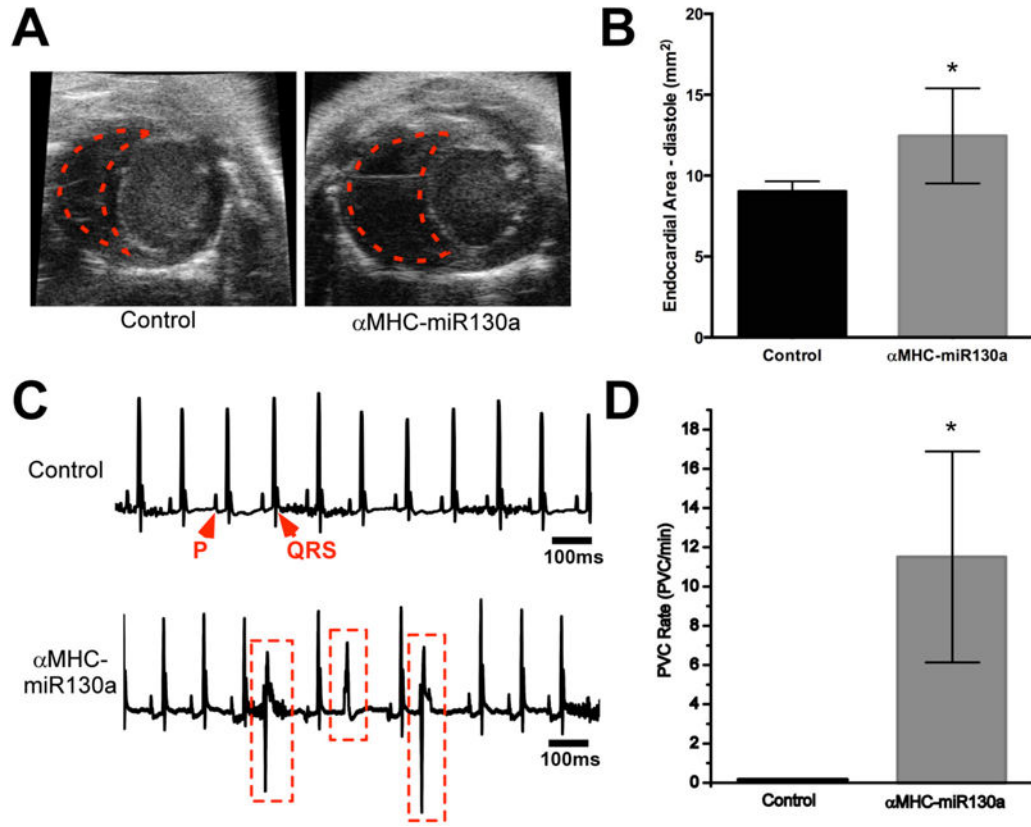 A
Control
αMHC-miR130a
B
Endocardial Area - diastole (mm²)
20
15
10
5
0
*
Control
αMHC-miR130a
C
Control
P
QRS
100ms
αMHC-
miR130a
100ms
D
PVC Rate (PVC/min)
18
16
14
12
10
8
6
4
2
0
*
Control
αMHC-miR130a